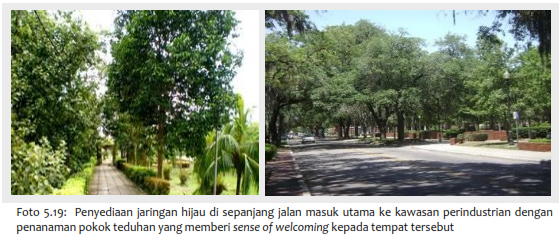 Foto 5.19: Penyediaan jaringan hijau di sepanjang jalan masuk utama ke kawasan perindustrian dengan
penanaman pokok teduhan yang memberi sense of welcoming kepada tempat tersebut